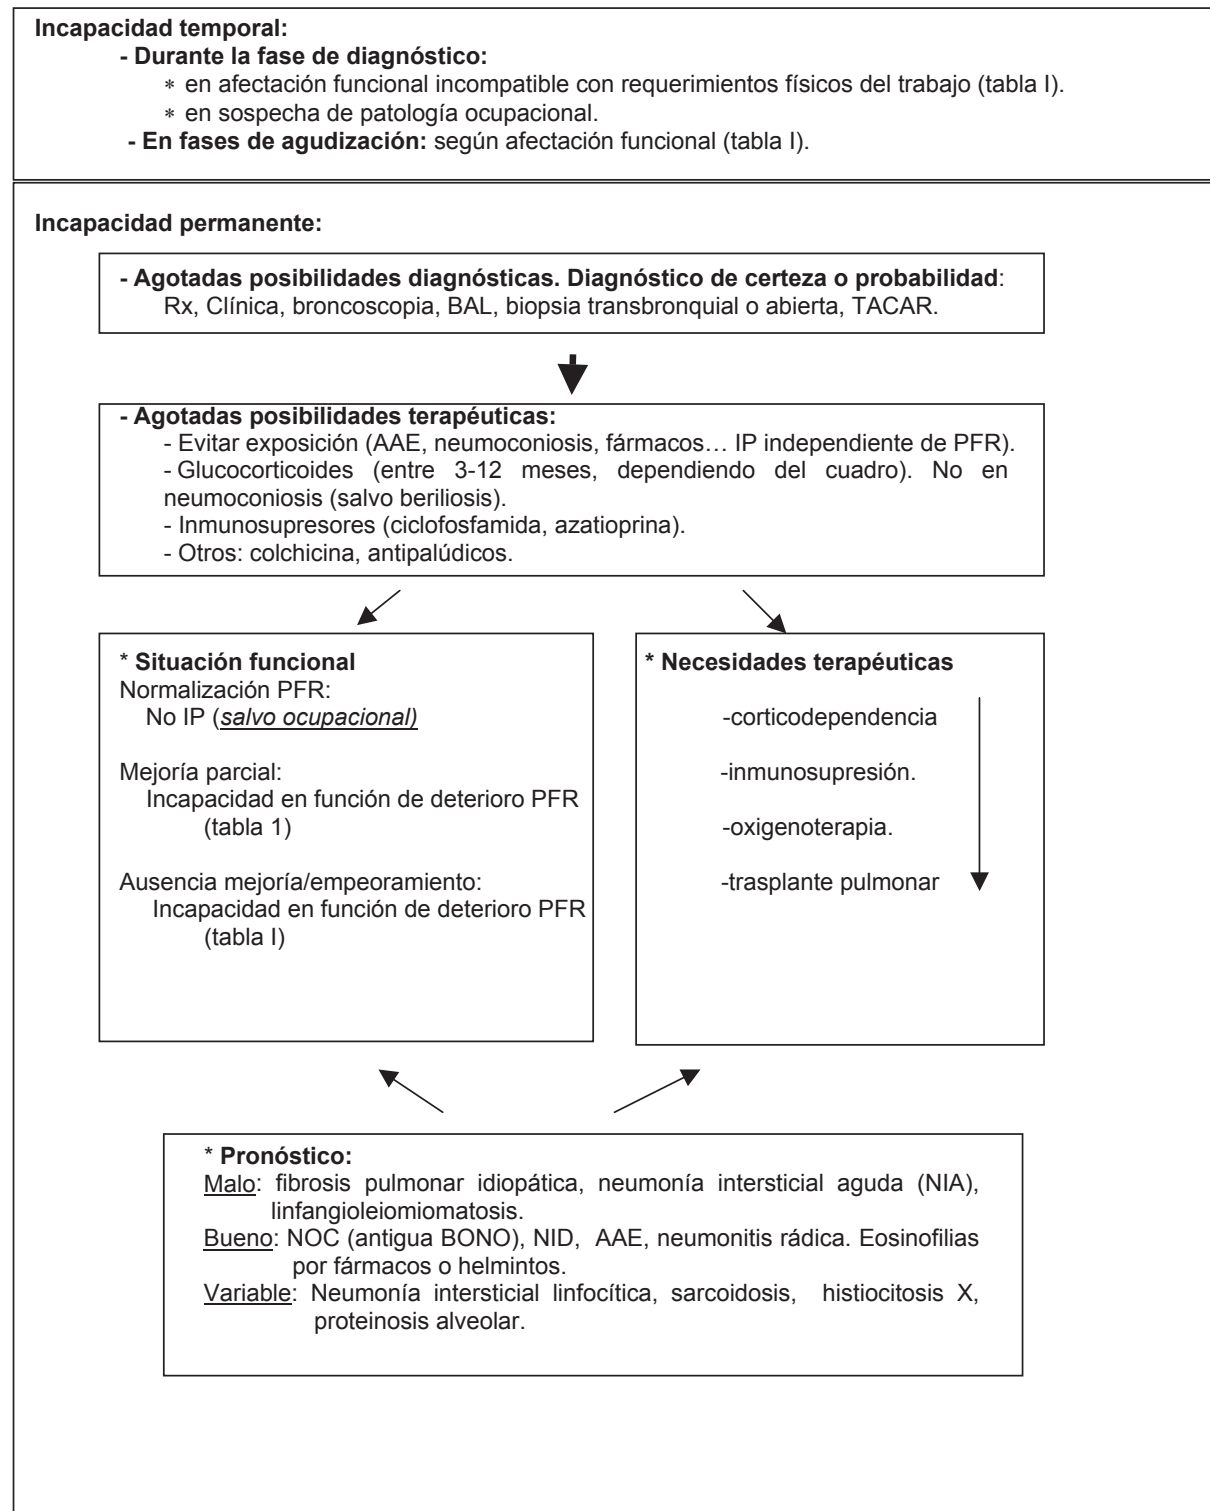 Incapacidad temporal:
- Durante la fase de diagnóstico:
* en afectación funcional incompatible con requerimientos físicos del trabajo (tabla I).
* en sospecha de patología ocupacional.
- En fases de agudización: según afectación funcional (tabla I).
Incapacidad permanente:
- Agotadas posibilidades diagnósticas. Diagnóstico de certeza o probabilidad:
Rx, Clínica, broncoscopia, BAL, biopsia transbronquial o abierta, TACAR.
- Agotadas posibilidades terapéuticas:
- Evitar exposición (AAE, neumoconiosis, fármacos… IP independiente de PFR).
- Glucocorticoides (entre 3-12 meses, dependiendo del cuadro). No en
neumoconiosis (salvo beriliosis).
- Inmunosupresores (ciclofosfamida, azatioprina).
- Otros: colchicina, antipalúdicos.
* Situación funcional
Normalización PFR:
No IP (salvo ocupacional)
Mejoría parcial:
Incapacidad en función de deterioro PFR
(tabla 1)
Ausencia mejoría/empeoramiento:
Incapacidad en función de deterioro PFR
(tabla I)
* Necesidades terapéuticas
-corticodependencia
-inmunosupresión.
-oxigenoterapia.
-trasplante pulmonar
* Pronóstico:
Malo: fibrosis pulmonar idiopática, neumonía intersticial aguda (NIA),
linfangioleiomiomatosis.
Bueno: NOC (antigua BONO), NID, AAE, neumonitis rádica. Eosinofilias
por fármacos o helmintos.
Variable: Neumonía intersticial linfocítica, sarcoidosis, histiocitosis X,
proteinosis alveolar.